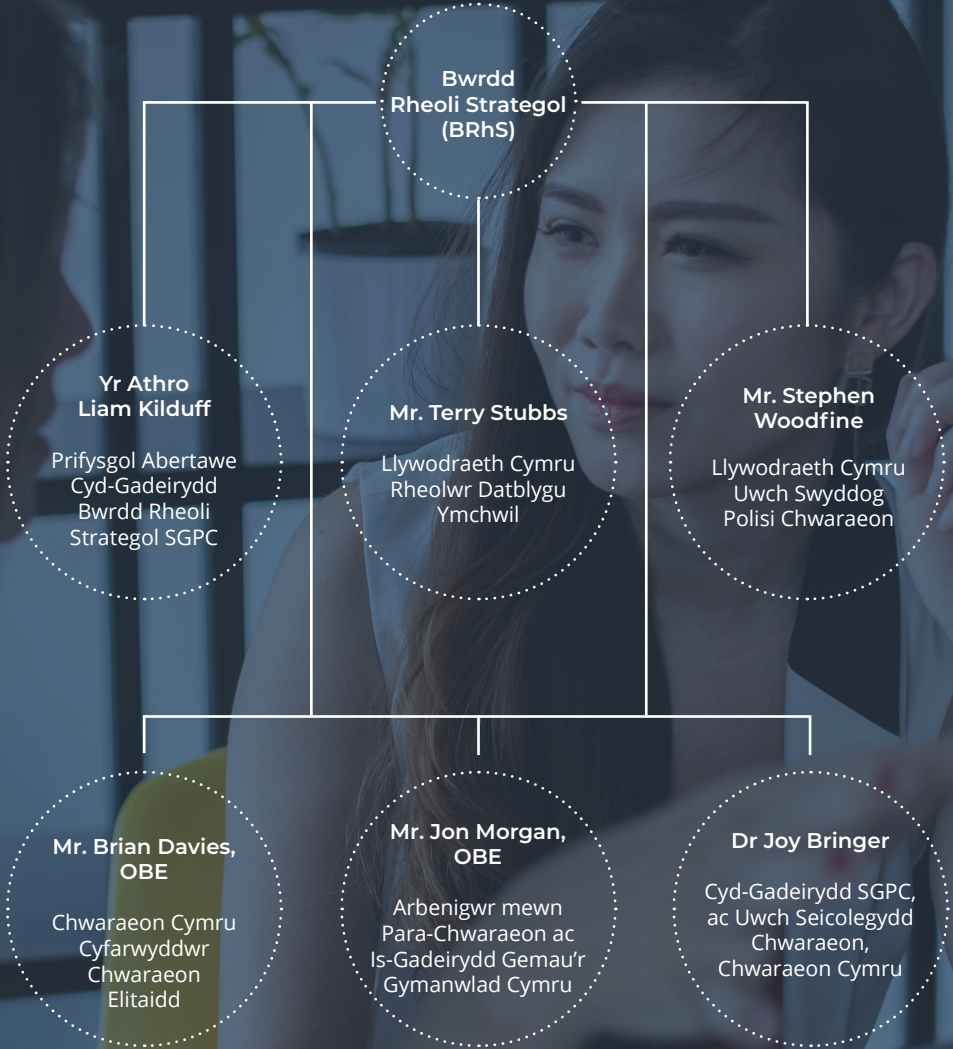 Bwrdd
Rheoli Strategol
(BRhS)
Yr Athro
Liam Kilduff
Prifysgol Abertawe
Cyd-Gadeirydd
Bwrdd Rheoli
Strategol SGPC
Mr. Terry Stubbs
Llywodraeth Cymru
Rheolwr Datblygu
Ymchwil
Mr. Stephen
Woodfine
Llywodraeth Cymru
Uwch Swyddog
Polisi Chwaraeon
Mr. Brian Davies,
OBE
Chwaraeon Cymru
Cyfarwyddwr
Chwaraeon
Elitaidd
Mr. Jon Morgan,
OBE
Arbenigwr mewn
Para-Chwaraeon ac
Is-Gadeirydd Gemau’r
Gymanwlad Cymru
Dr Joy Bringer
Cyd-Gadeirydd SGPC,
ac Uwch Seicolegydd
Chwaraeon,
Chwaraeon Cymru